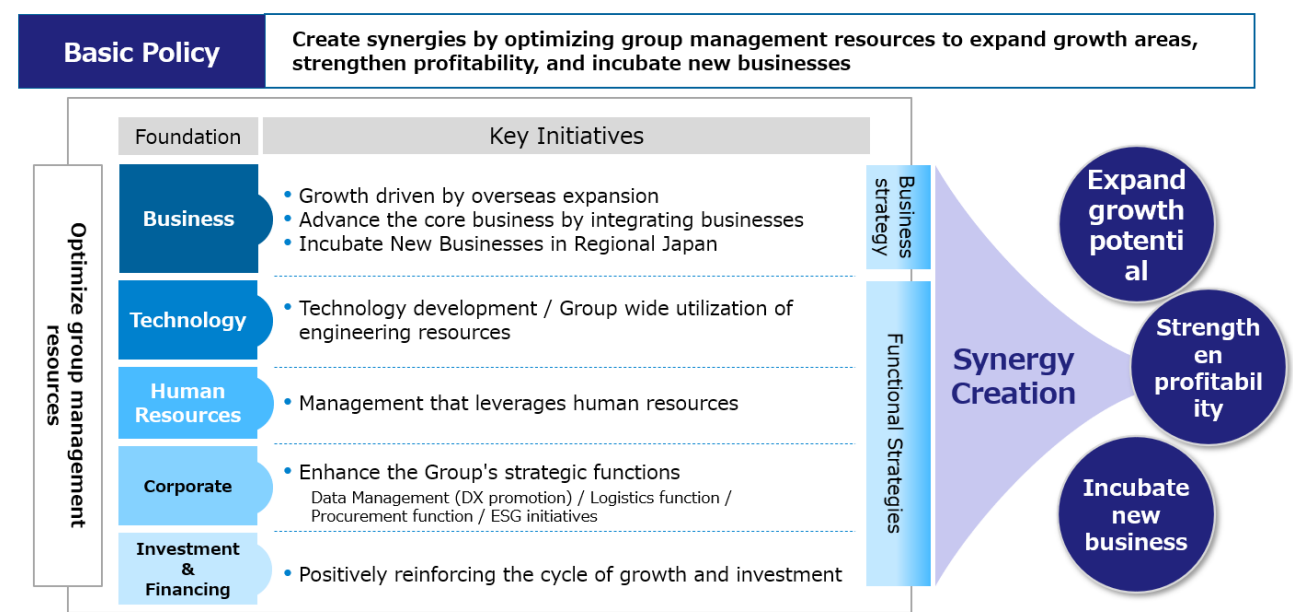 Basic Policy
Create synergies by optimizing group management resources to expand growth areas,
strengthen profitability, and incubate new businesses
Foundation
Key Initiatives
Optimize group management
resources
Business
• Growth driven by overseas expansion
• Advance the core business by integrating businesses
• Incubate New Businesses in Regional Japan
Technology
• Technology development / Group wide utilization of
engineering resources
Human
Resources
• Management that leverages human resources
Corporate
• Enhance the Group's strategic functions
Data Management (DX promotion) / Logistics function /
Procurement function / ESG initiatives
Investment
&
Financing
• Positively reinforcing the cycle of growth and investment
Business
strategy
Functional Strategies
Synergy
Creation
Expand
growth
potenti
al
Strength
en
profitabil
ity
Incubate
new
business